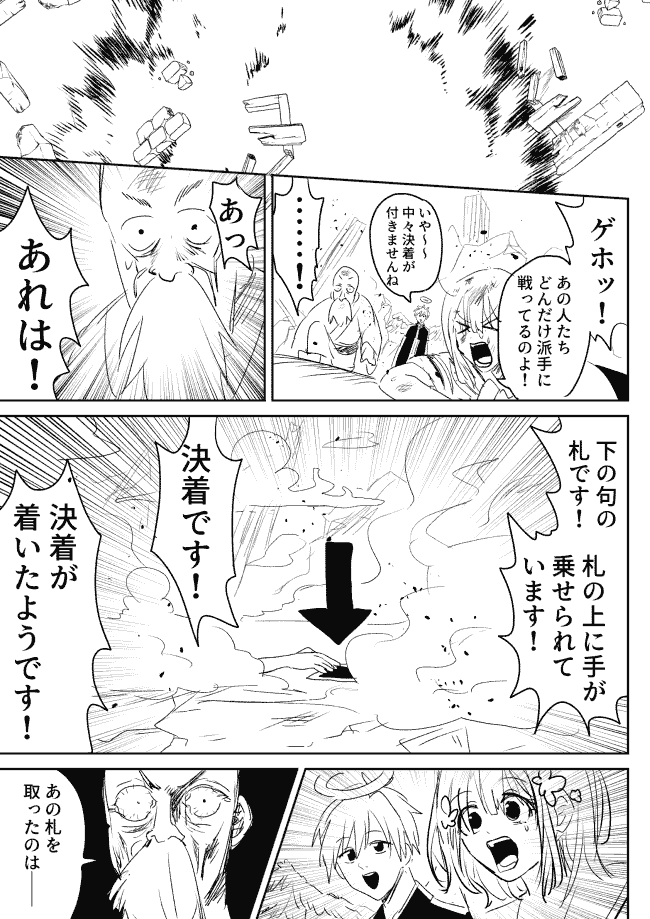 ゲホッ!
あの人たち
どんだけ派手に
戦ってるのよ!
いや〜〜
中々決着が
付きませんね
‥‥‥!
あっ
あれは!
下の句の
札です!
札の上に手が
乗せられて
います!
決着です!
決着が
着いたようです!
あの札を
取ったのは──